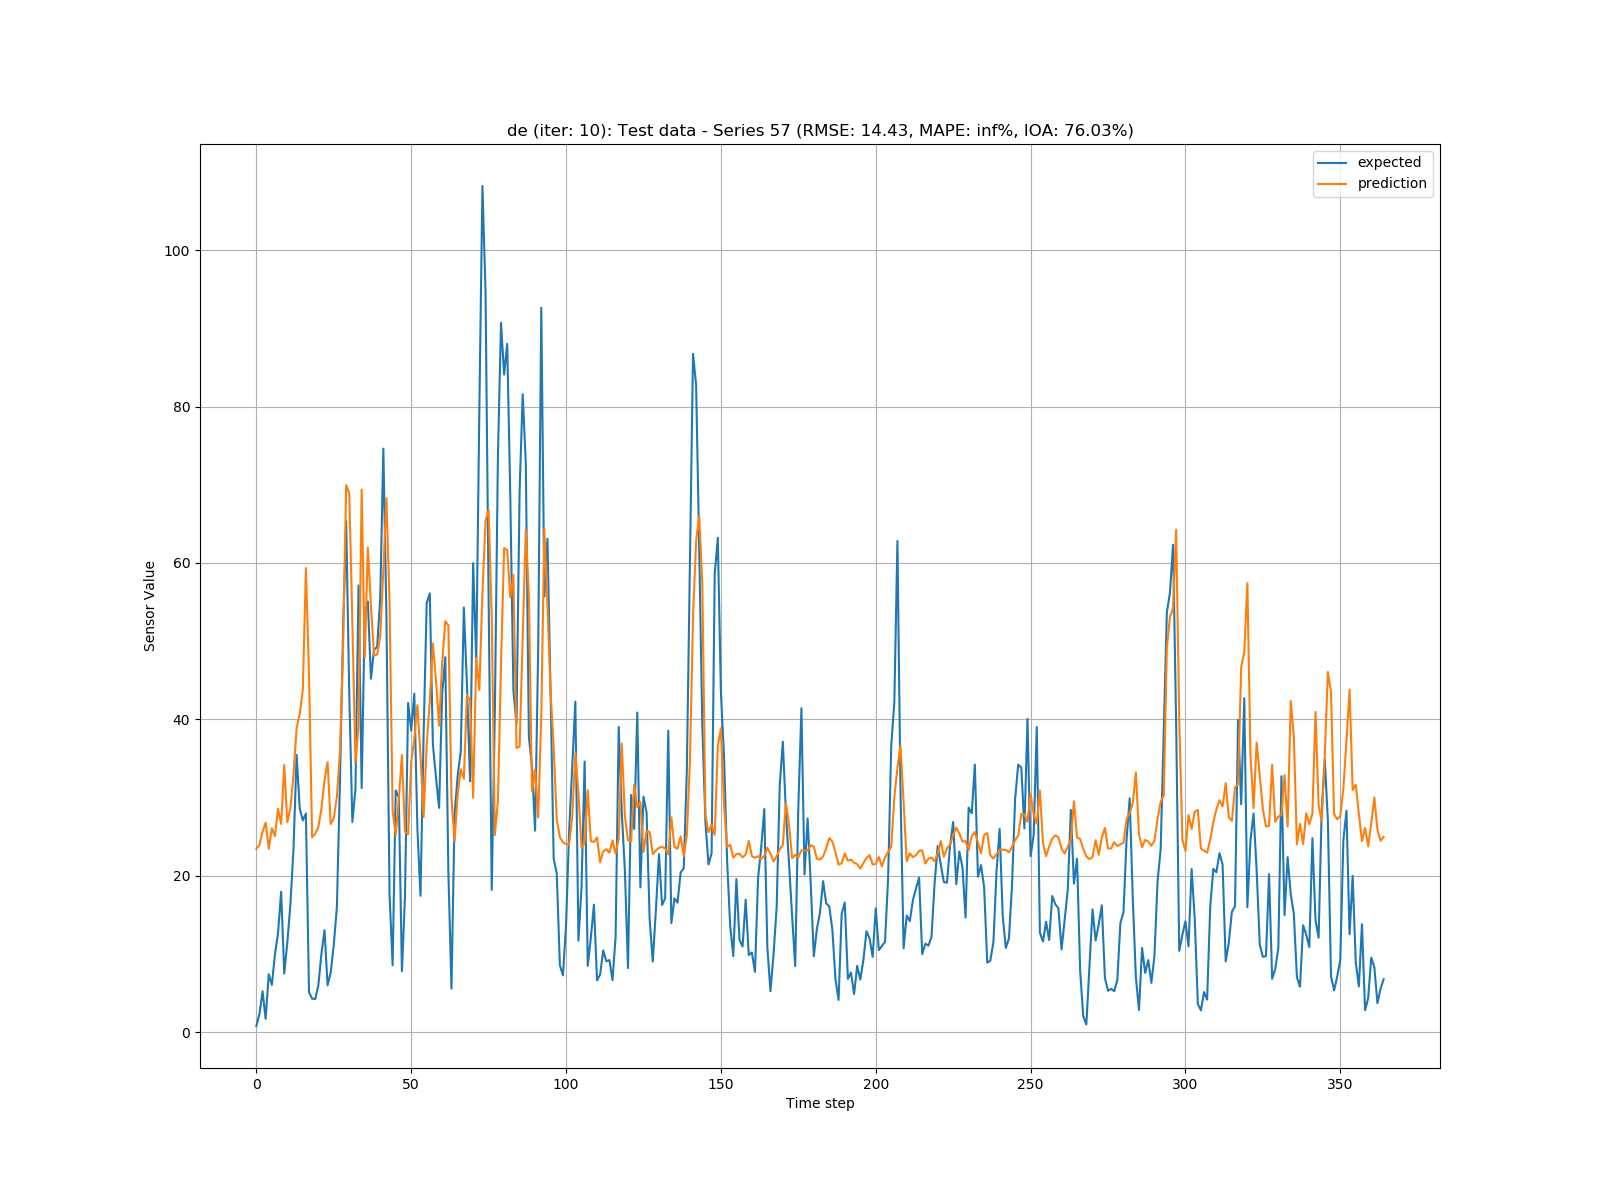 de (iter: 10): Test data - Series 57 (RMSE: 14.43, MAPE: inf%, IOA: 76.03%)
expected
prediction
100
80
60
40
20
0
Sensor Value
0 50 100 150 200 250 300 350
Time step